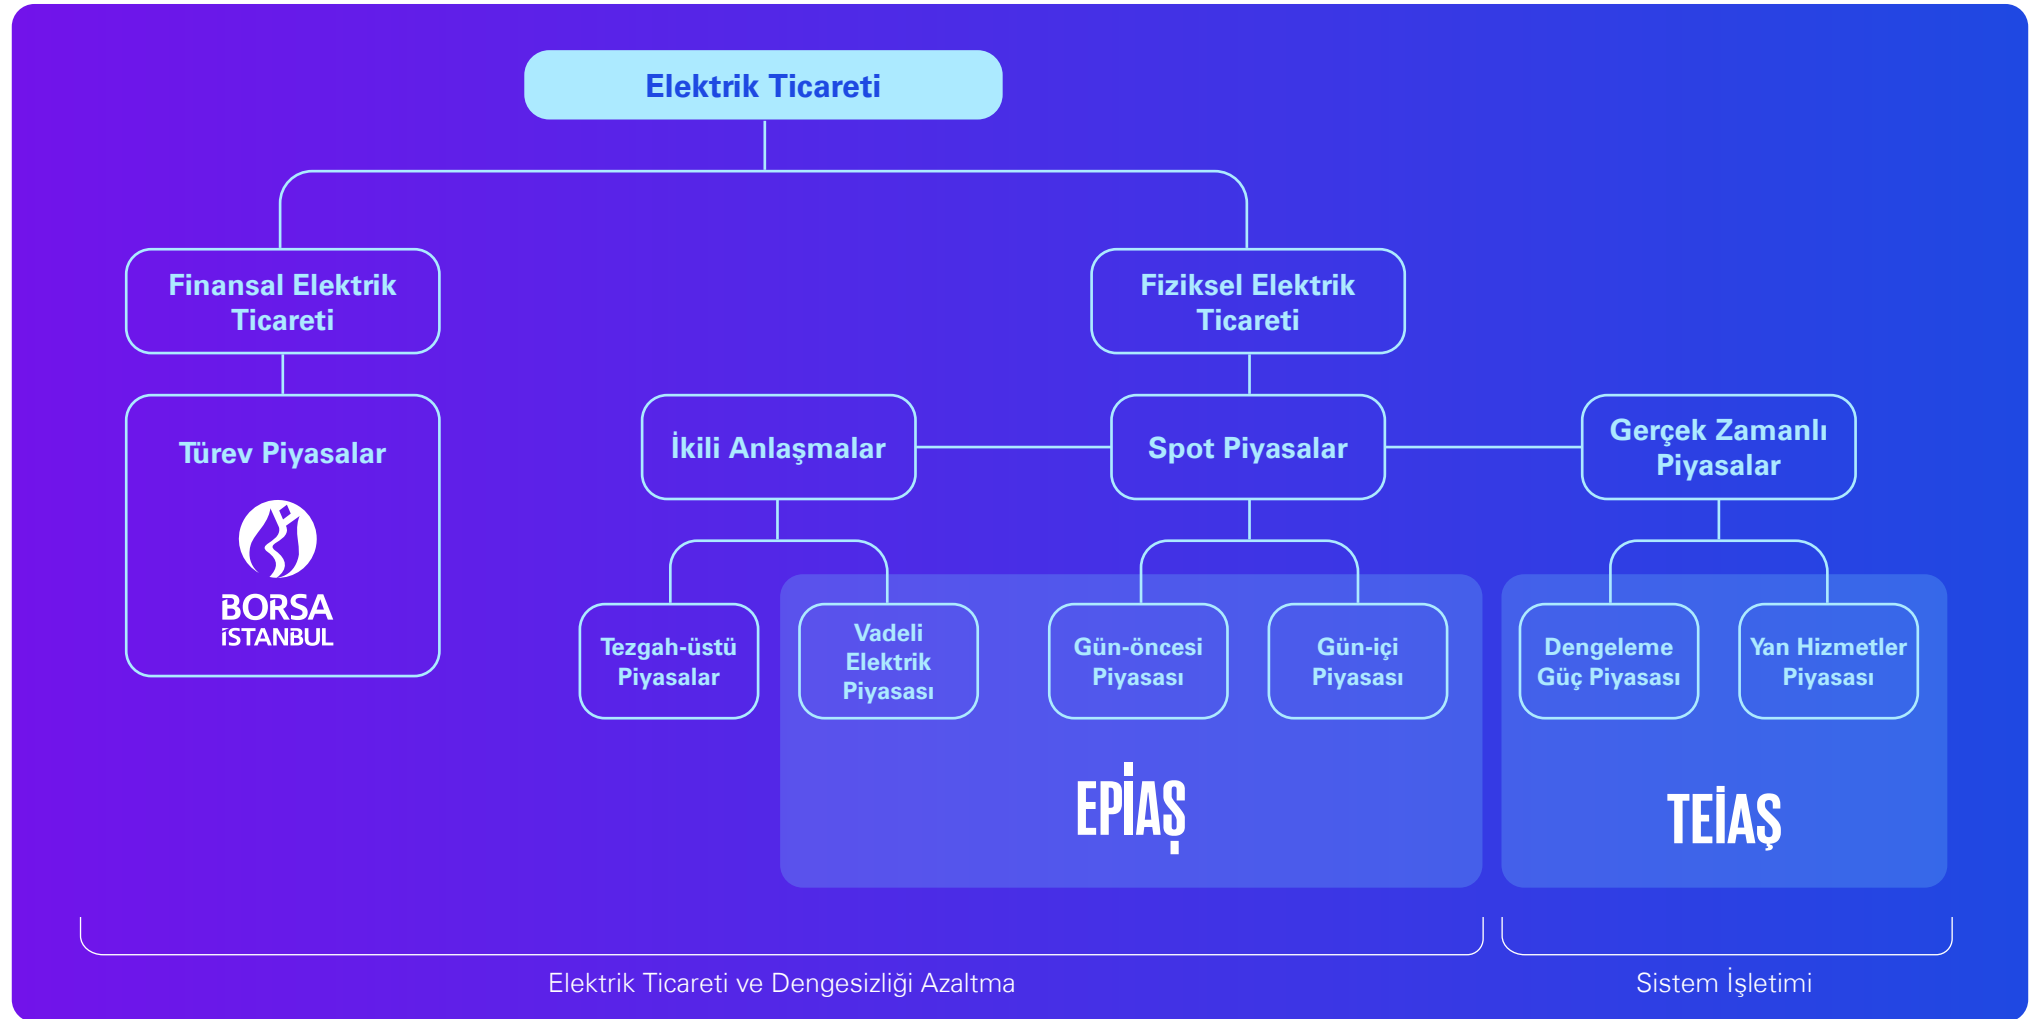 Elektrik Ticareti
Finansal Elektrik
Ticareti
Fiziksel Elektrik
Ticareti
Türev Piyasalar
BORSA
İSTANBUL
İkili Anlaşmalar
Spot Piyasalar
Gerçek Zamanlı
Piyasalar
Tezgah-üstü
Piyasalar
Vadeli
Elektrik
Piyasası
Gün-öncesi
Piyasası
Gün-içi
Piyasası
Dengeleme
Güç Piyasası
Yan Hizmetler
Piyasası
EPİAŞ
TEİAŞ
Elektrik Ticareti ve Dengesizliği Azaltma
Sistem İşletimi